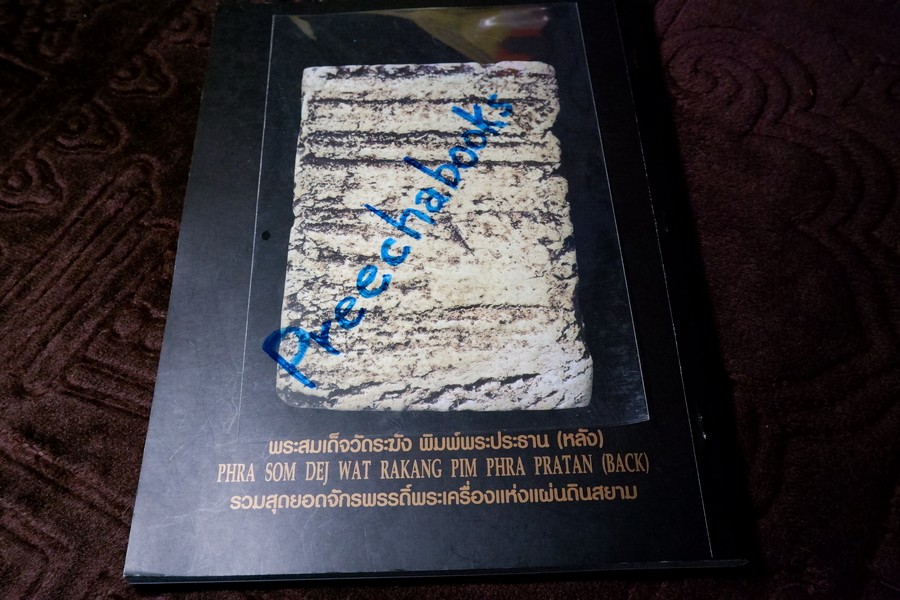 Preechabooks
พระสมเด็จวัดระฆัง พิมพ์พระประธาน (หลัง)
PHRA SOM DEJ WAT RAKANG PIM PHRA PRATAN (BACK)
รวมสุดยอดจักรพรรดิ์พระเครื่องแห่งแผ่นดินสยาม